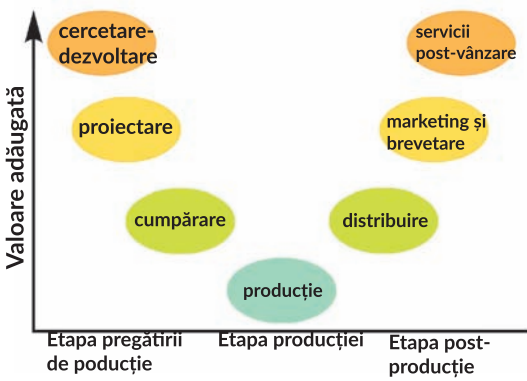 Valoare adăugată
cercetare-
dezvoltare
servicii
post-vânzare
proiectare
marketing și
brevetare
cumpărare
distribuire
producție
Etapa pregătirii
de poducție
Etapa producției
Etapa post-
producție